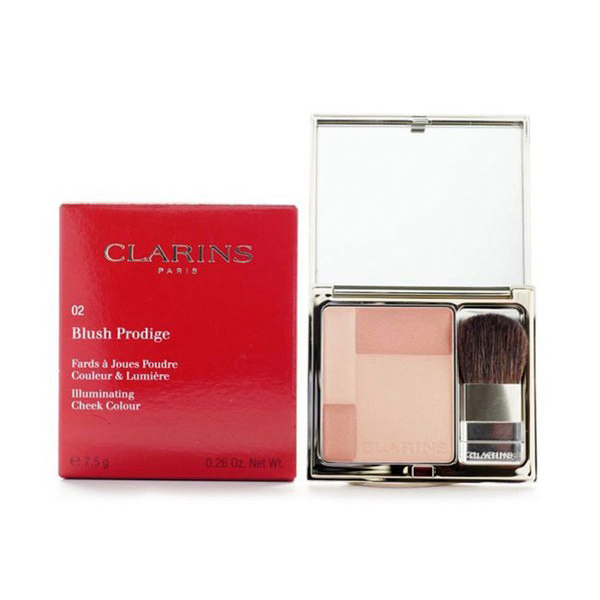 CLARINS
PARIS
02
Blush Prodige
Fards à Joues Poudre
Couleur & Lumière
Illuminating
Cheek Colour
℮ 7,5 g 0.26 Oz. Net Wt.
CLARINS
CLARINS